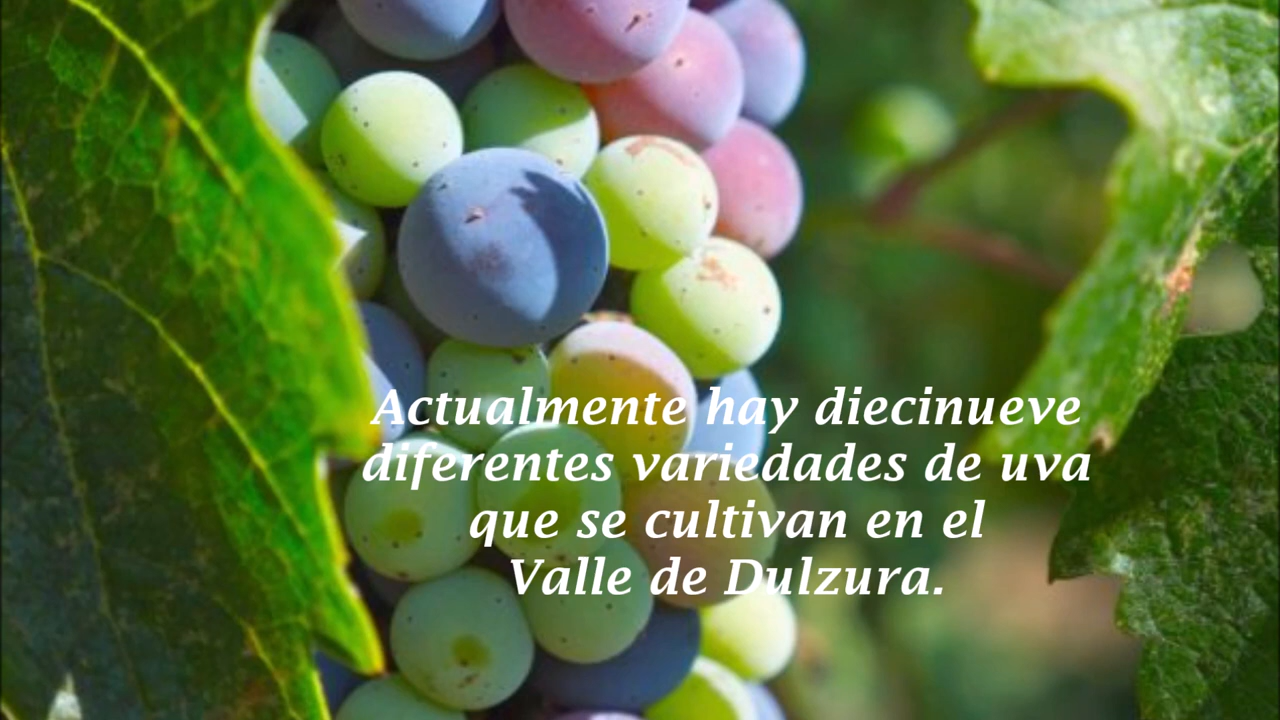 Actualmente hay diecinueve
diferentes variedades de uva
que se cultivan en el
Valle de Dulzura.